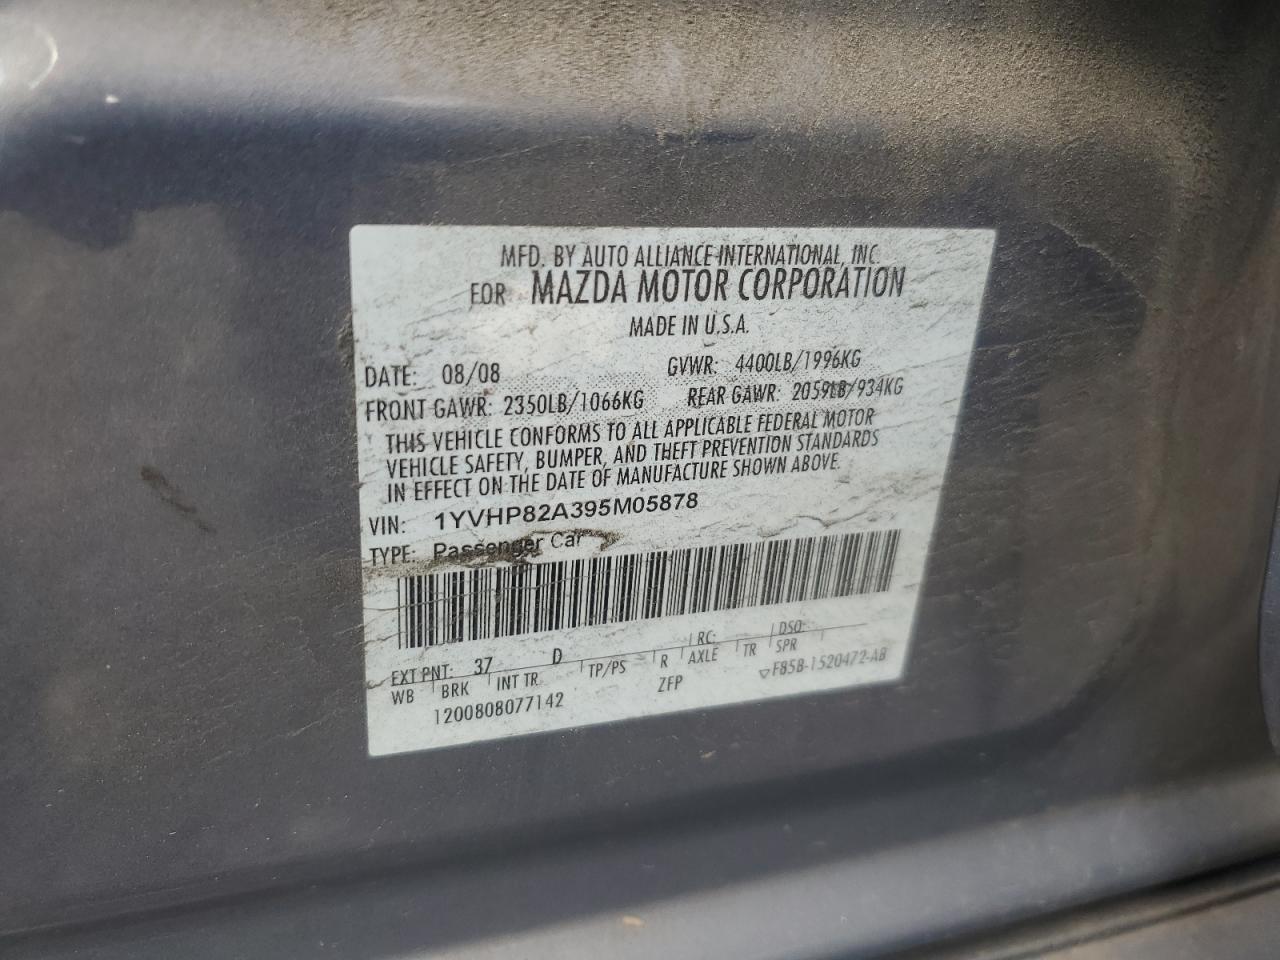 MFD. BY AUTO ALLIANCE INTERNATIONAL, INC.
FOR MAZDA MOTOR CORPORATION
MADE IN U.S.A.
DATE: 08/08 GVWR: 4400LB/1996KG
FRONT GAWR: 2350LB/1066KG REAR GAWR: 2059LB/934KG
THIS VEHICLE CONFORMS TO ALL APPLICABLE FEDERAL MOTOR
VEHICLE SAFETY, BUMPER, AND THEFT PREVENTION STANDARDS
IN EFFECT ON THE DATE OF MANUFACTURE SHOWN ABOVE.
VIN: 1YVHP82A395M05878
TYPE: Passenger Car
EXT PNT: 37 D RC: DSO:
WB BRK INT TR TP/PS R AXLE TR SPR
1200808077142 ZFP ▽F85B-1520472-AB